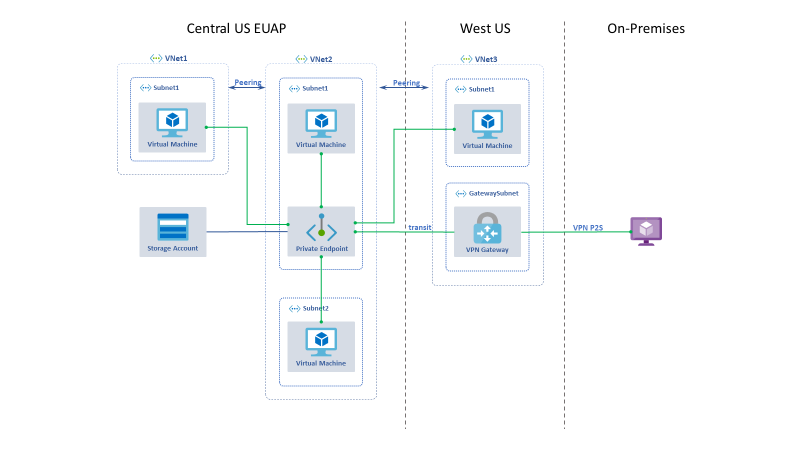 Central US EUAP
West US
On-Premises
VNet1
VNet2
VNet3
Peering
Peering
Subnet1
Subnet1
Subnet1
Virtual Machine
Virtual Machine
Virtual Machine
GatewaySubnet
Storage Account
Private Endpoint
transit
VPN Gateway
VPN P2S
Subnet2
Virtual Machine